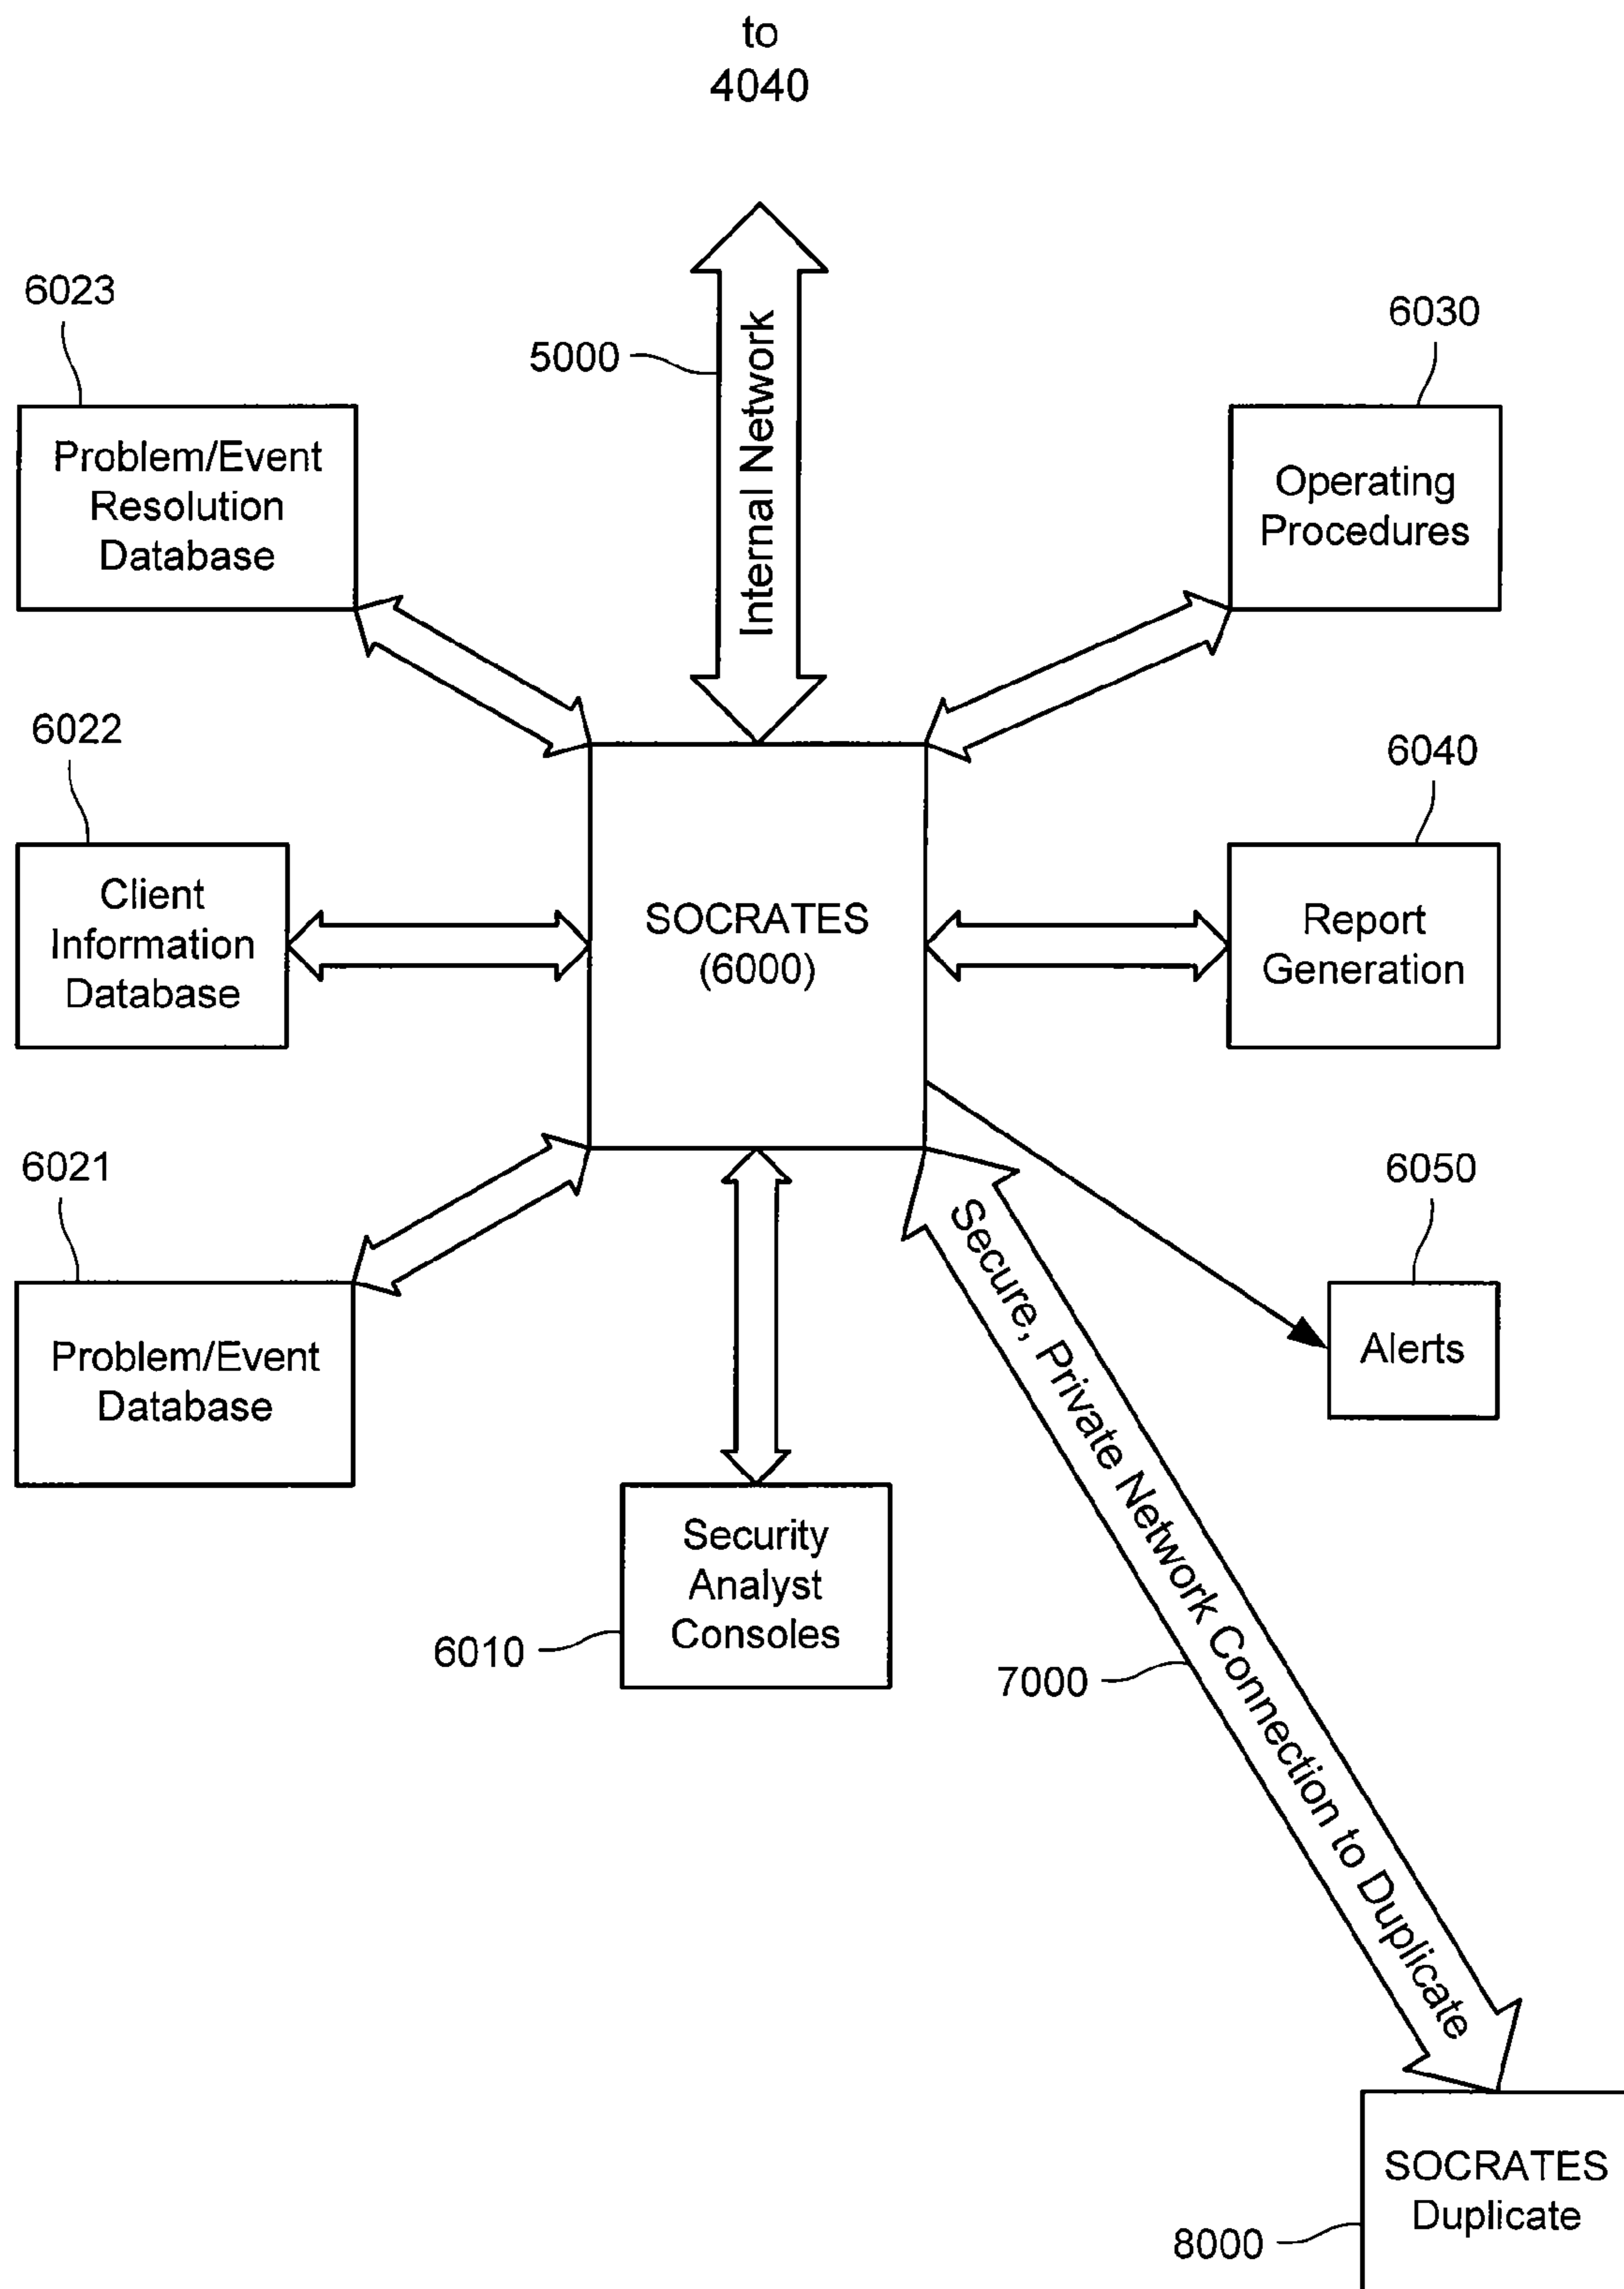 to
4040
6023
5000
Internal Network
6030
Problem/Event
Resolution
Database
Operating
Procedures
6022
6040
Client
Information
Database
SOCRATES
(6000)
Report
Generation
6021
6050
Problem/Event
Database
Alerts
Secure, Private Network Connection to Duplicate
Security
Analyst
Consoles
6010
7000
SOCRATES
Duplicate
8000